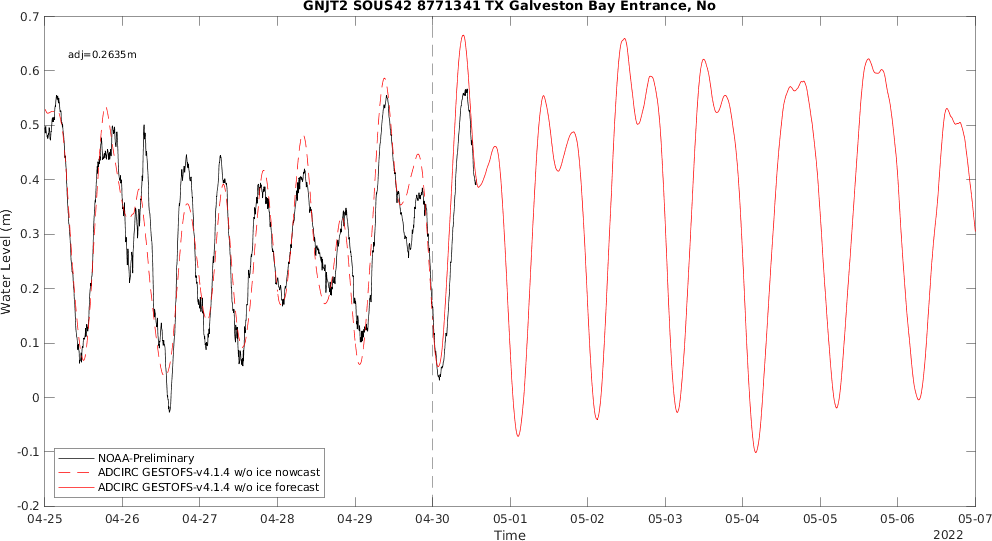 GNJT2 SOUS42 8771341 TX Galveston Bay Entrance, No
adj=0.2635m
Water Level (m)
0.7
0.6
0.5
0.4
0.3
0.2
0.1
0
-0.1
-0.2
NOAA-Preliminary
ADCIRC GESTOFS-v4.1.4 w/o ice nowcast
ADCIRC GESTOFS-v4.1.4 w/o ice forecast
04-25 04-26 04-27 04-28 04-29 04-30 05-01 05-02 05-03 05-04 05-05 05-06 05-07
Time
2022